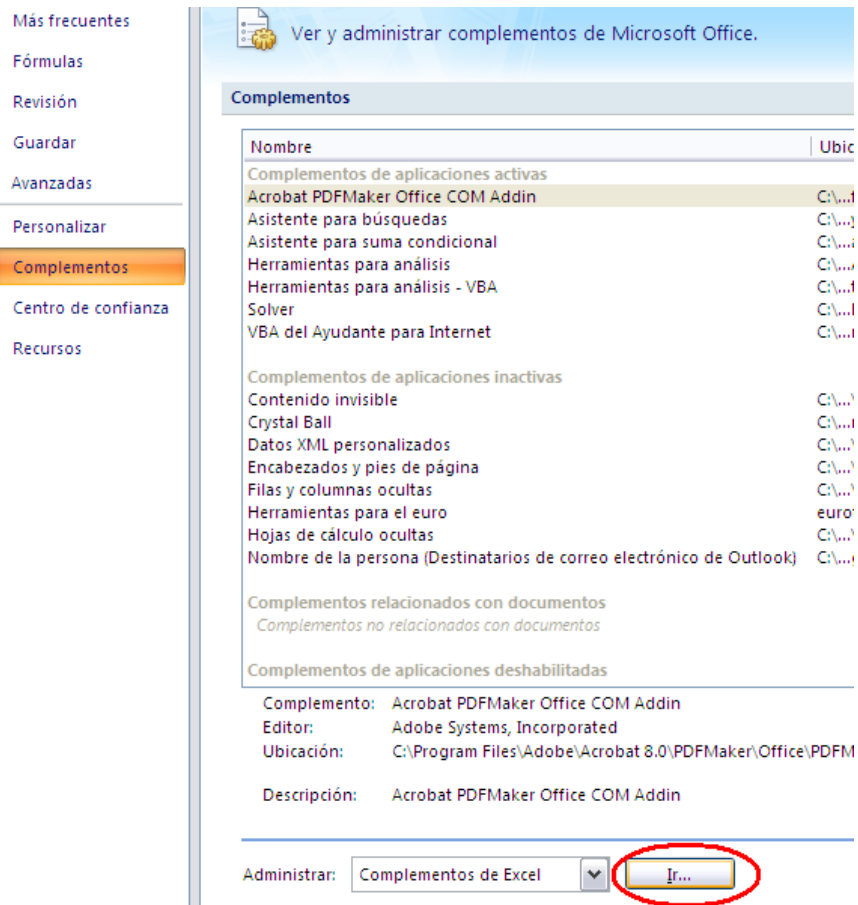 Más frecuentes
Fórmulas
Revisión
Guardar
Avanzadas
Personalizar
Complementos
Centro de confianza
Recursos
Ver y administrar complementos de Microsoft Office.
Complementos
Nombre Ubic
Complementos de aplicaciones activas
Acrobat PDFMaker Office COM Addin C:\...f
Asistente para búsquedas C:\...y
Asistente para suma condicional C:\...a
Herramientas para análisis C:\...
Herramientas para análisis - VBA C:\...f
Solver C:\...
VBA del Ayudante para Internet C:\...
Complementos de aplicaciones inactivas
Contenido invisible C:\...\
Crystal Ball C:\...
Datos XML personalizados C:\...\
Encabezados y pies de página C:\...\
Filas y columnas ocultas C:\...\
Herramientas para el euro eurot
Hojas de cálculo ocultas C:\...\
Nombre de la persona (Destinatarios de correo electrónico de Outlook) C:\...
Complementos relacionados con documentos
Complementos no relacionados con documentos
Complementos de aplicaciones deshabilitadas
Complemento: Acrobat PDFMaker Office COM Addin
Editor: Adobe Systems, Incorporated
Ubicación: C:\Program Files\Adobe\Acrobat 8.0\PDFMaker\Office\PDFM
Descripción: Acrobat PDFMaker Office COM Addin
Administrar: Complementos de Excel Ir...